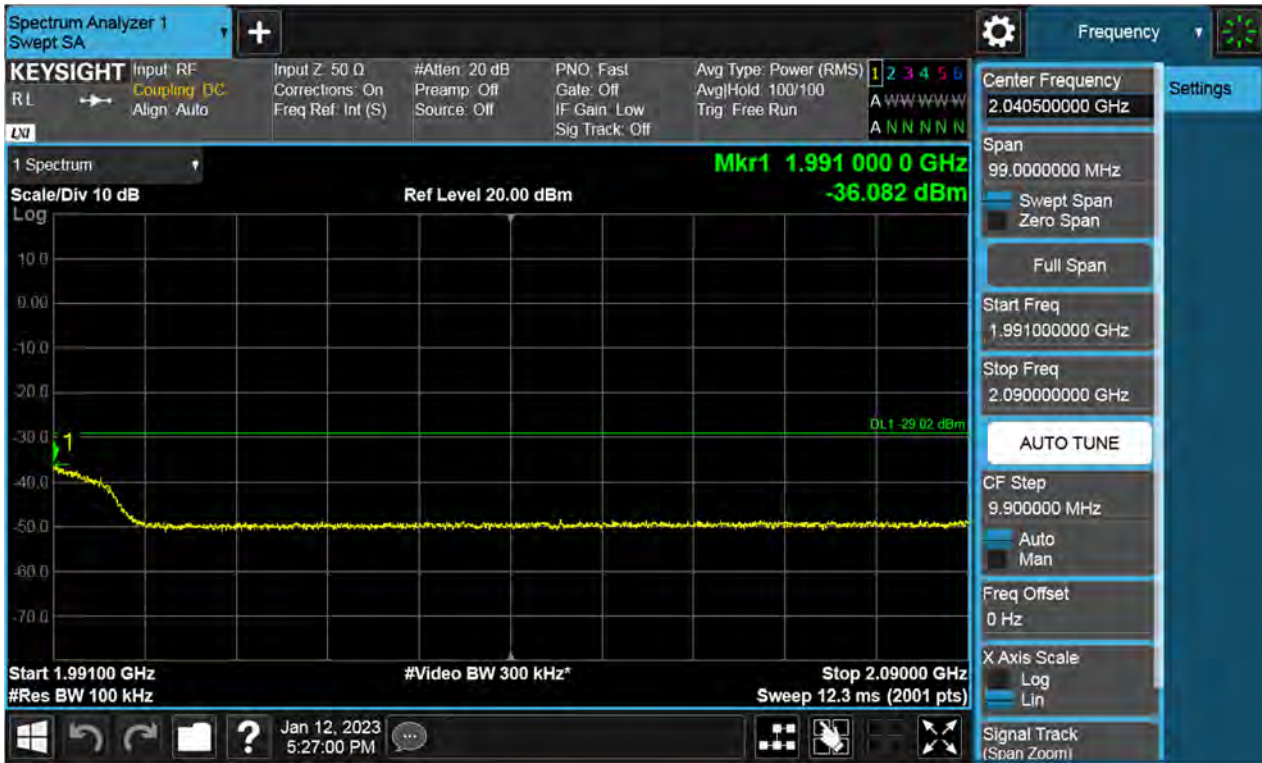 Spectrum Analyzer 1
Swept SA
+
Frequency
KEYSIGHT
RL
LXI
Input: RF
Coupling: DC
Align: Auto
Input Z: 50 Ω
Corrections: On
Freq Ref: Int (S)
#Atten: 20 dB
Preamp: Off
Source: Off
PNO: Fast
Gate: Off
IF Gain: Low
Sig Track: Off
Avg Type: Power (RMS)
Avg|Hold: 100/100
Trig: Free Run
1 2 3 4 5 6
A W W W W W
A N N N N N
1 Spectrum
Scale/Div 10 dB
Log
Ref Level 20.00 dBm
Mkr1 1.991 000 0 GHz
-36.082 dBm
10.0
0.00
-10.0
-20.0
-30.0
-40.0
-50.0
-60.0
-70.0
1
DL1 -29.02 dBm
Start 1.99100 GHz
#Res BW 100 kHz
#Video BW 300 kHz*
Stop 2.09000 GHz
Sweep 12.3 ms (2001 pts)
Center Frequency
2.040500000 GHz
Span
99.0000000 MHz
Swept Span
Zero Span
Full Span
Start Freq
1.991000000 GHz
Stop Freq
2.090000000 GHz
AUTO TUNE
CF Step
9.900000 MHz
Auto
Man
Freq Offset
0 Hz
X Axis Scale
Log
Lin
Signal Track
(Span Zoom)
Settings
?
Jan 12, 2023
5:27:00 PM